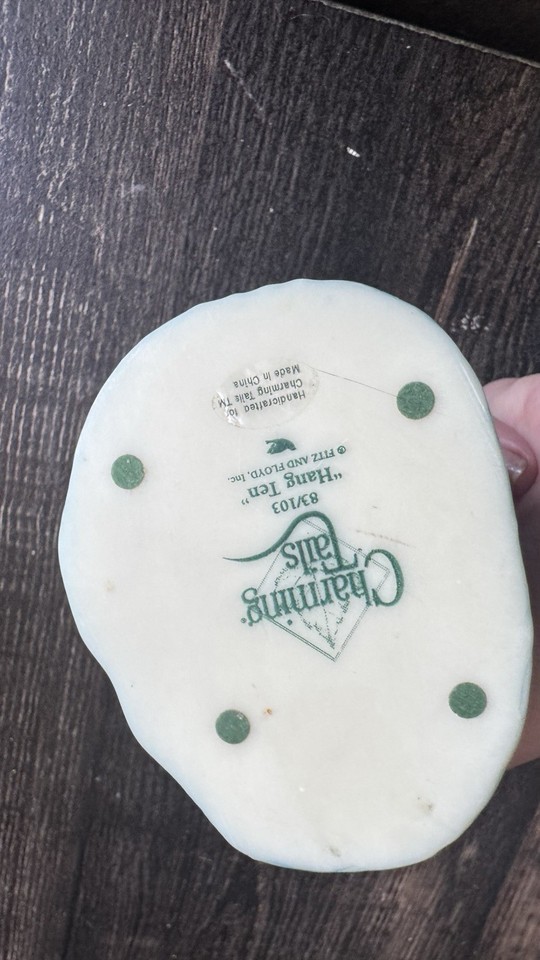 Charming
Tails
83/103
"Hang Ten"
© FITZ AND FLOYD, Inc.
Handcrafted for
Charming Tails TM
Made in China